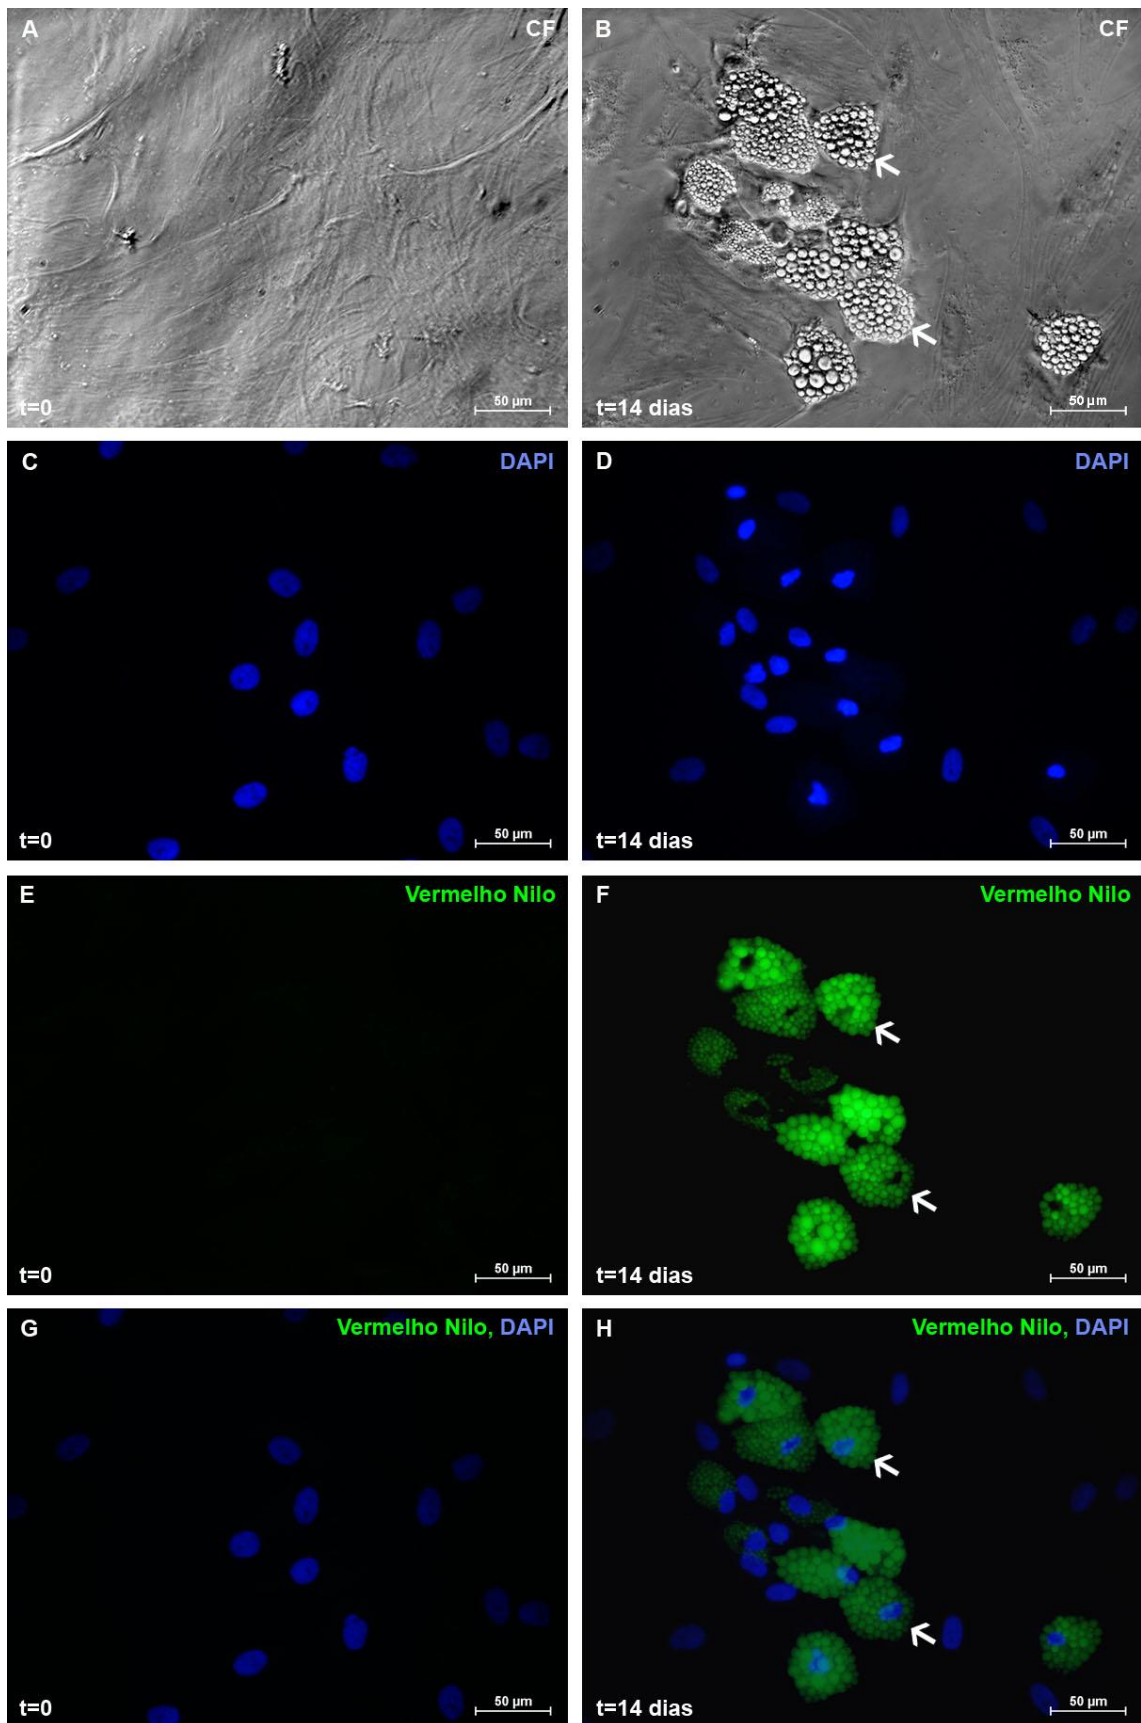 A CF
t=0 50 µm
B CF
t=14 dias 50 µm
C DAPI
t=0 50 µm
D DAPI
t=14 dias 50 µm
E Vermelho Nilo
t=0 50 µm
F Vermelho Nilo
t=14 dias 50 µm
G Vermelho Nilo, DAPI
t=0 50 µm
H Vermelho Nilo, DAPI
t=14 dias 50 µm